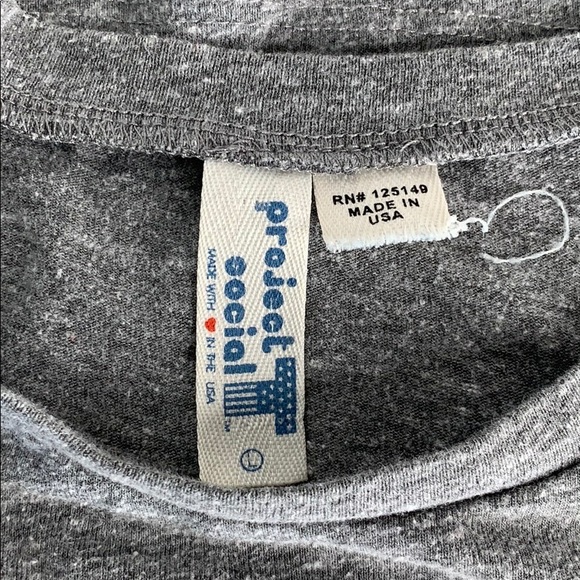 project
social T
MADE WITH ❤ IN THE USA
L
RN# 125149
MADE IN
USA